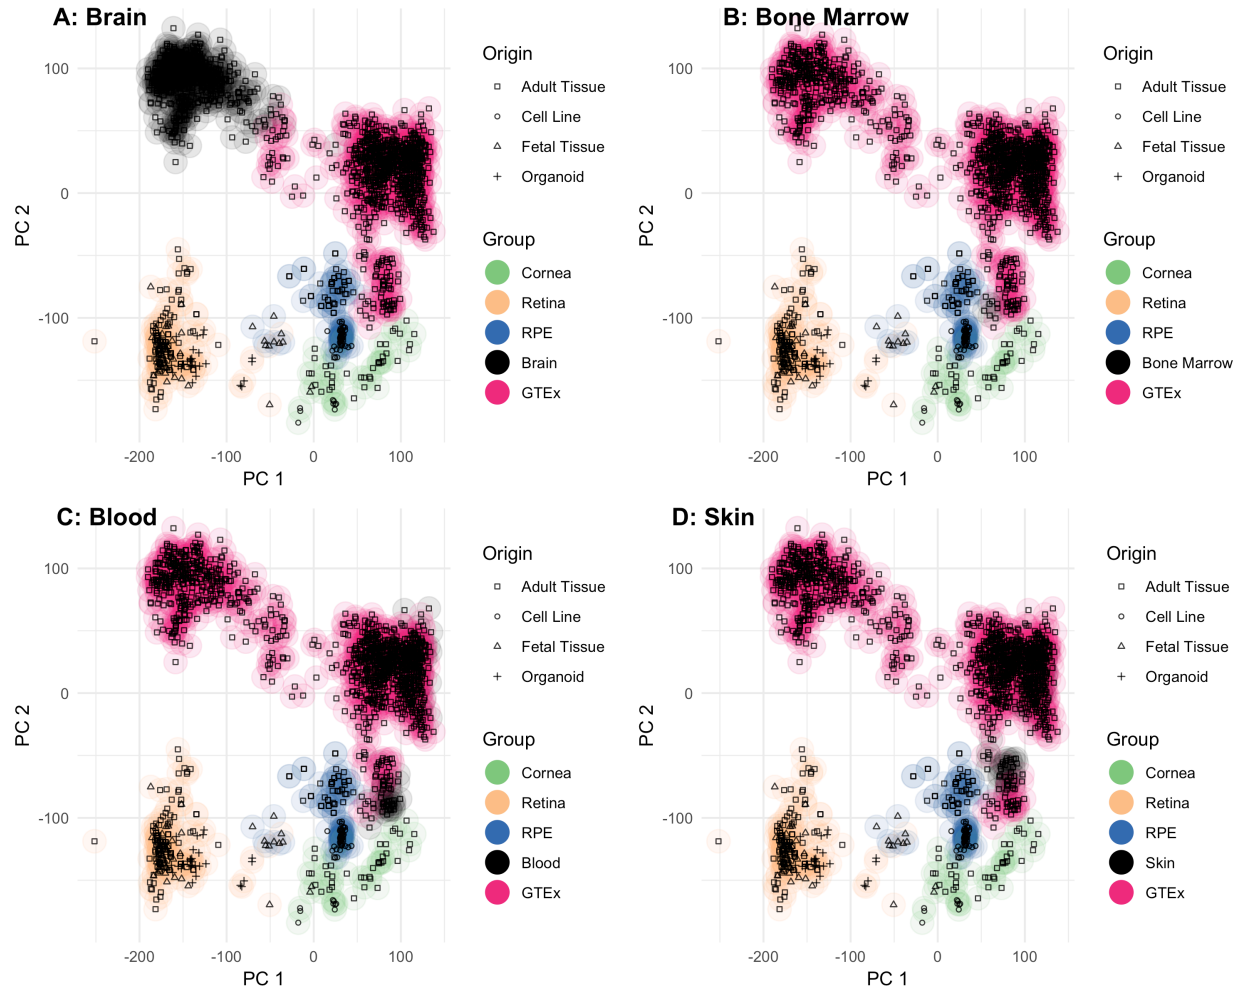 A: Brain
PC 2
100
0
-100
-200
-100
0
100
PC 1
Origin
Adult Tissue
Cell Line
Fetal Tissue
Organoid
Group
Cornea
Retina
RPE
Brain
GTEx
B: Bone Marrow
PC 2
100
0
-100
-200
-100
0
100
PC 1
Origin
Adult Tissue
Cell Line
Fetal Tissue
Organoid
Group
Cornea
Retina
RPE
Bone Marrow
GTEx
C: Blood
PC 2
100
0
-100
-200
-100
0
100
PC 1
Origin
Adult Tissue
Cell Line
Fetal Tissue
Organoid
Group
Cornea
Retina
RPE
Blood
GTEx
D: Skin
PC 2
100
0
-100
-200
-100
0
100
PC 1
Origin
Adult Tissue
Cell Line
Fetal Tissue
Organoid
Group
Cornea
Retina
RPE
Skin
GTEx